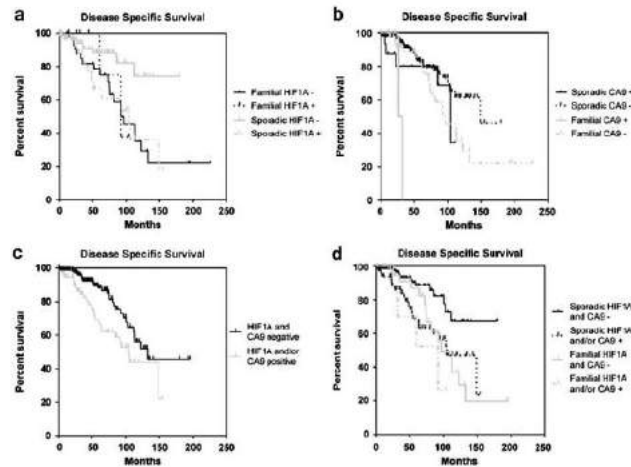 a
Disease Specific Survival
Percent survival
100
80
60
40
20
0
0 50 100 150 200 250
Months
Familial HIF1A -
Familial HIF1A +
Sporadic HIF1A -
Sporadic HIF1A +
b
Disease Specific Survival
Percent survival
100
80
60
40
20
0
0 50 100 150 200 250
Months
Sporadic CA9 +
Sporadic CA9 -
Familial CA9 +
Familial CA9 -
c
Disease Specific Survival
Percent survival
100
80
60
40
20
0
0 50 100 150 200 250
Months
HIF1A and
CA9 negative
HIF1A and/or
CA9 positive
d
Disease Specific Survival
Percent survival
100
80
60
40
20
0
0 50 100 150 200 250
Months
Sporadic HIF1A
and CA9 -
Sporadic HIF1A
and/or CA9 +
Familial HIF1A
and CA9 -
Familial HIF1A
and/or CA9 +